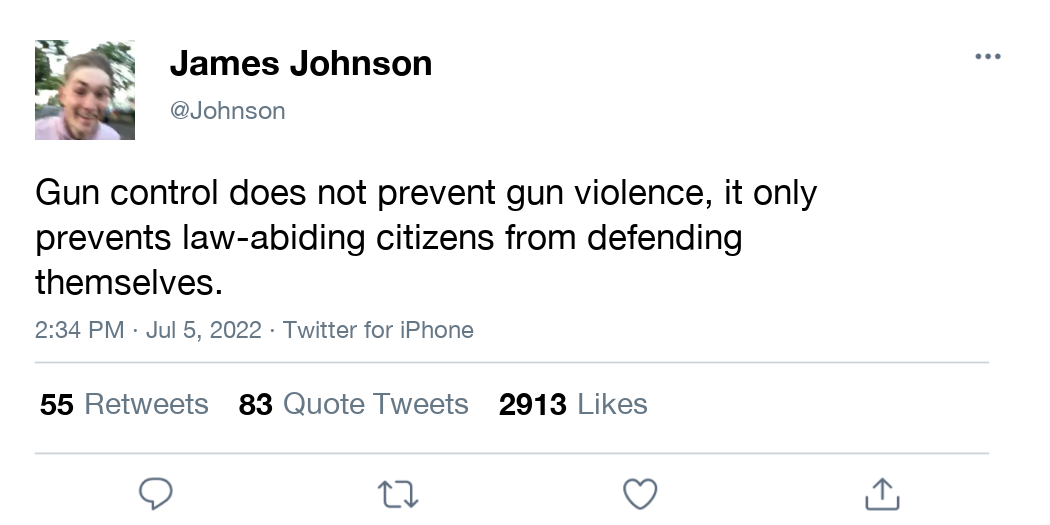 James Johnson
@Johnson
Gun control does not prevent gun violence, it only
prevents law-abiding citizens from defending
themselves.
2:34 PM · Jul 5, 2022 · Twitter for iPhone
55 Retweets 83 Quote Tweets 2913 Likes